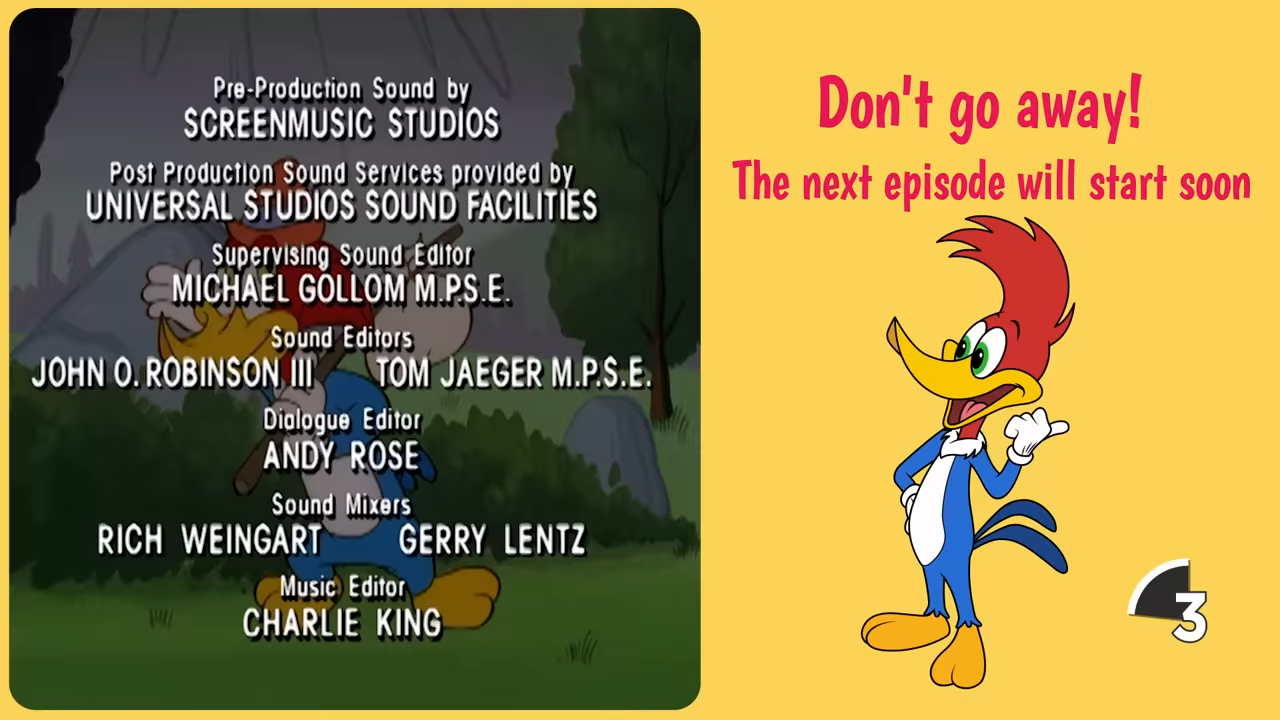 Pre-Production Sound by
SCREENMUSIC STUDIOS
Post Production Sound Services provided by
UNIVERSAL STUDIOS SOUND FACILITIES
Supervising Sound Editor
MICHAEL GOLLOM M.P.S.E.
Sound Editors
JOHN O. ROBINSON III TOM JAEGER M.P.S.E.
Dialogue Editor
ANDY ROSE
Sound Mixers
RICH WEINGART GERRY LENTZ
Music Editor
CHARLIE KING
Don't go away!
The next episode will start soon
3